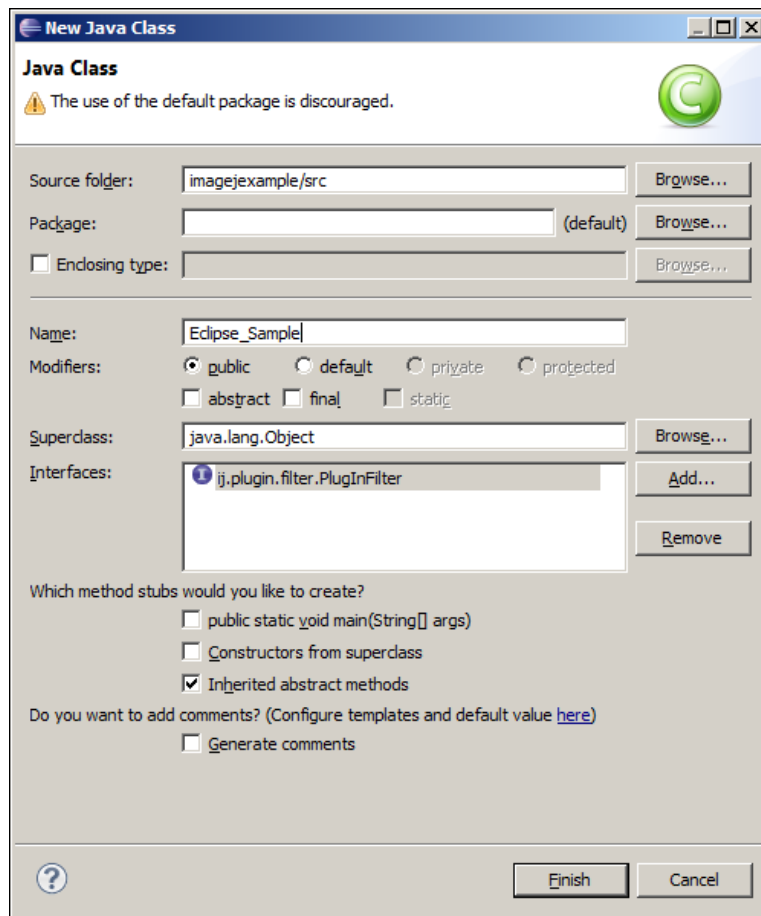 New Java Class
Java Class
The use of the default package is discouraged.
C
Source folder: imagejexample/src Browse...
Package: (default) Browse...
Enclosing type: Browse...
Name: Eclipse_Sample
Modifiers: public default private protected
abstract final static
Superclass: java.lang.Object Browse...
Interfaces: I ij.plugin.filter.PlugInFilter Add...
Remove
Which method stubs would you like to create?
public static void main(String[] args)
Constructors from superclass
Inherited abstract methods
Do you want to add comments? (Configure templates and default value here)
Generate comments
? Finish Cancel